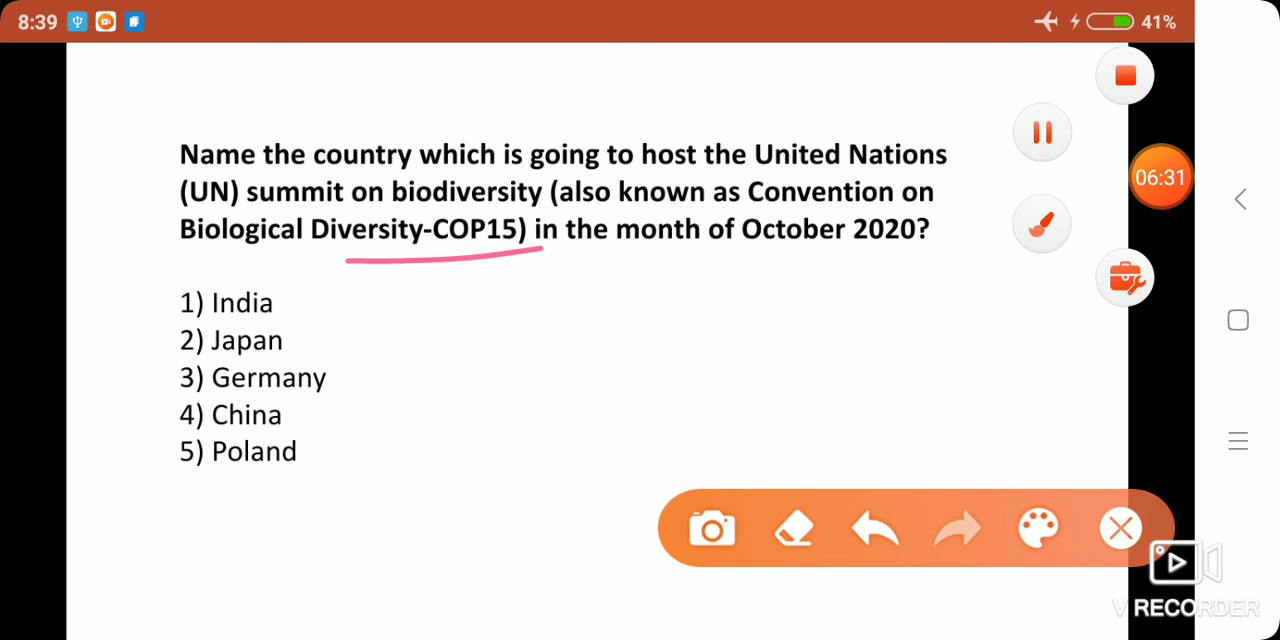 8:39
41%
Name the country which is going to host the United Nations
(UN) summit on biodiversity (also known as Convention on
Biological Diversity-COP15) in the month of October 2020?
06:31
1) India
2) Japan
3) Germany
4) China
5) Poland
V RECORDER